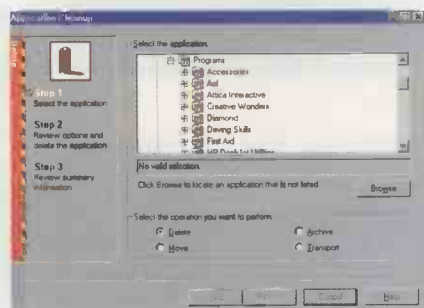 Application Cleanup
Step 1
Select the application
Step 2
Review options and
delete the application
Step 3
Review summary
information
Select the application.
Programs
Accessories
Aol
Attica Interactive
Creative Wonders
Diamond
Driving Skills
First Aid
No valid selection.
Click Browse to locate an application that is not listed.
Browse
Select the operation you want to perform.
Delete
Archive
Move
Transport
Cancel
Help